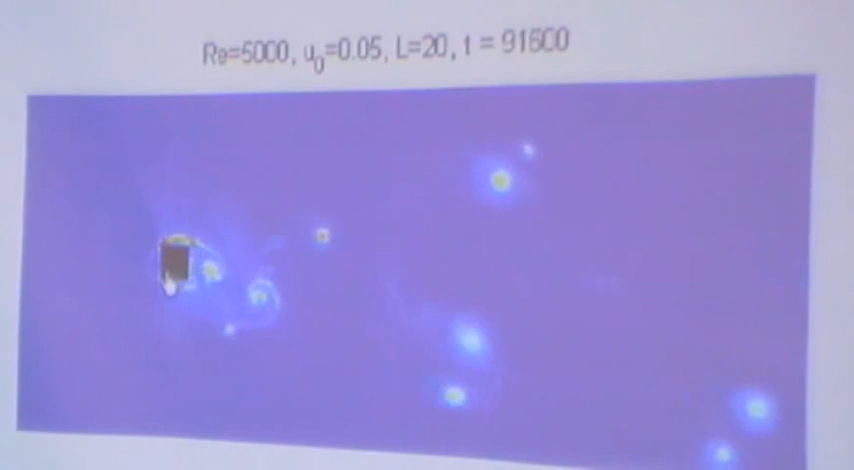 Re=5000, u₀=0.05, L=20, t = 91600